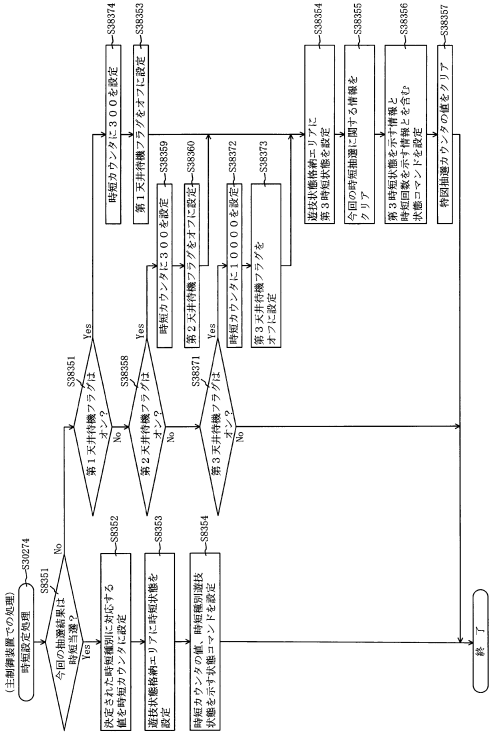 (主制御装置での処理)
時短設定処理
S30274
S8351
今回の抽選結果は
時短当選?
No
Yes
S8352
決定された時短種別に対応する
値を時短カウンタに設定
S8353
遊技状態格納エリアに時短状態を
設定
S8354
時短カウンタの値、時短種別遊技
状態を示す状態コマンドを設定
S38351
第1天井待機フラグは
オン?
Yes
No
S38358
第2天井待機フラグは
オン?
Yes
No
S38371
第3天井待機フラグは
オン?
Yes
No
S38374
時短カウンタに300を設定
S38353
第1天井待機フラグをオフに設定
S38359
時短カウンタに300を設定
S38360
第2天井待機フラグをオフに設定
S38372
時短カウンタに10000を設定
S38373
第3天井待機フラグを
オフに設定
S38354
遊技状態格納エリアに
第3時短状態を設定
S38355
今回の時短抽選に関する情報を
クリア
S38356
第3時短状態を示す情報と
時短回数を示す情報とを含む
状態コマンドを設定
S38357
特図抽選カウンタの値をクリア
終了